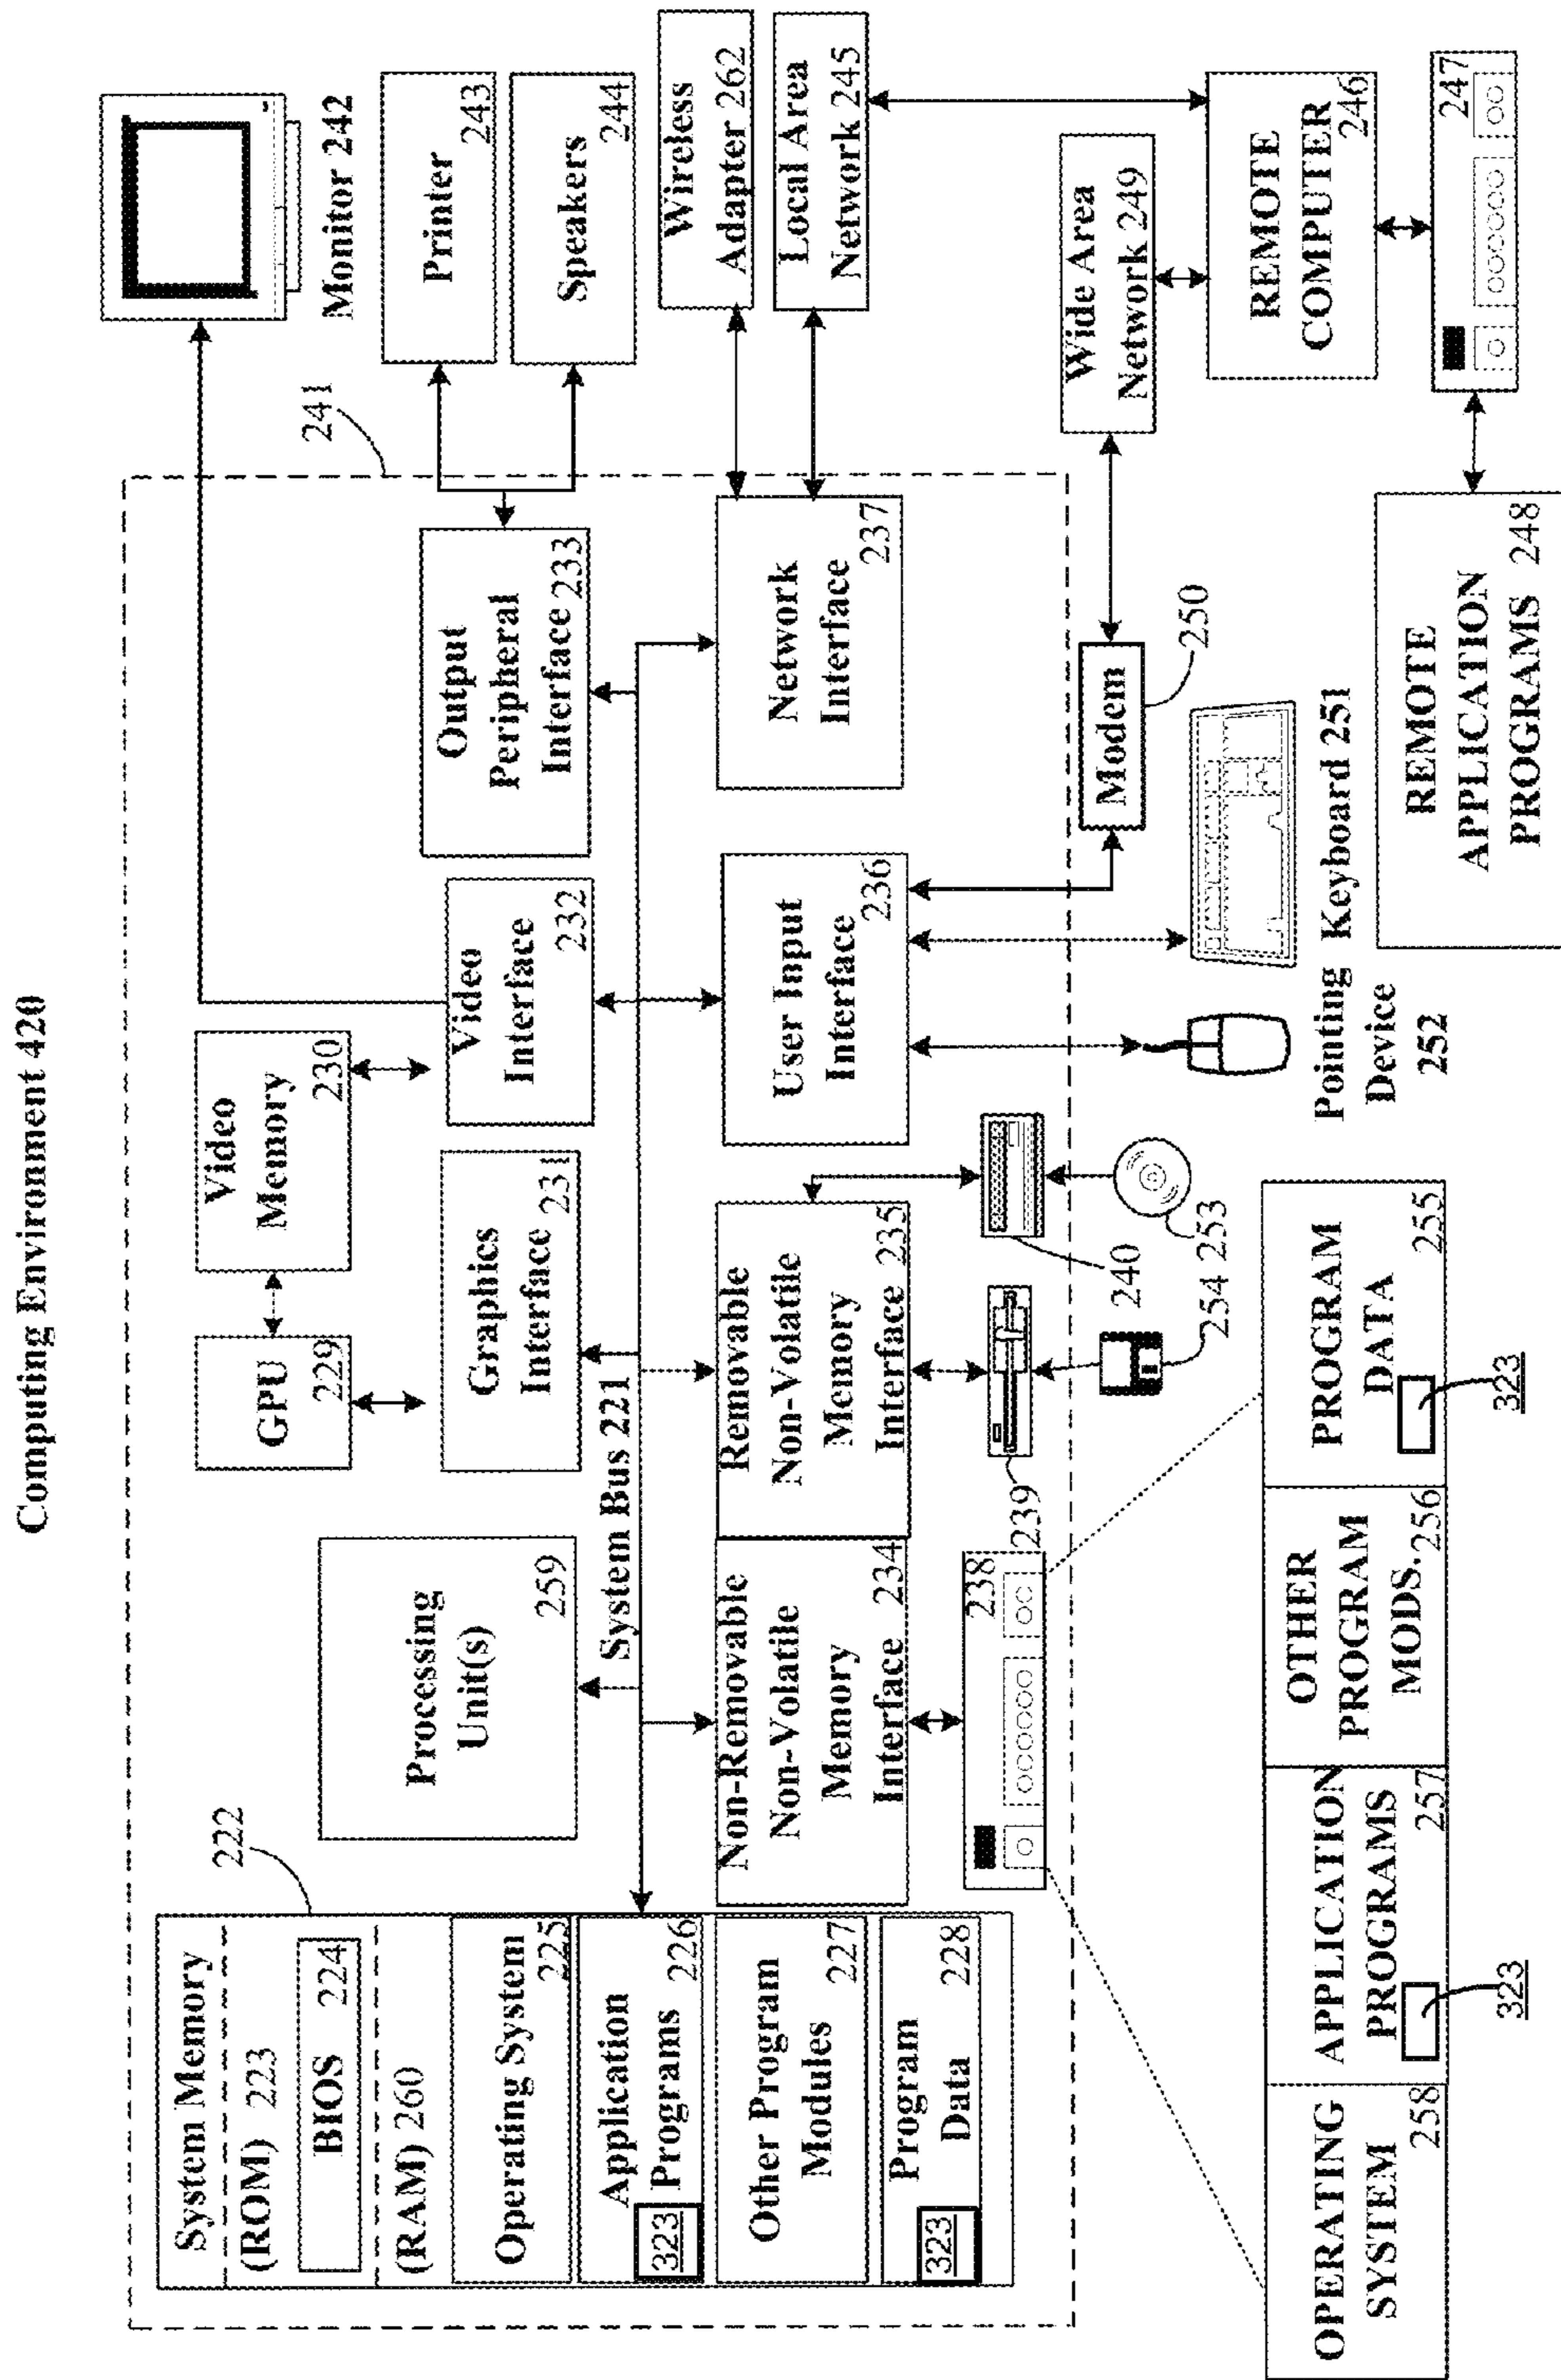 Computing Environment 420
System Memory
(ROM) 223
BIOS 224
(RAM) 260
Operating System
225
Application
Programs 226
323
Other Program
Modules 227
Program
Data 228
323
222
Processing
Unit(s)
259
System Bus 221
GPU
229
Video
Memory
230
Graphics
Interface
231
Video
Interface
232
Output
Peripheral
Interface 233
241
Monitor 242
Printer
243
Speakers
244
Non-Removable
Non-Volatile
Memory
Interface 234
Removable
Non-Volatile
Memory
Interface 235
User Input
Interface
236
Network
Interface
237
Wireless
Adapter 262
Local Area
Network 245
238
239
240
254
253
Modem
250
Wide Area
Network 249
REMOTE
COMPUTER
246
247
Pointing
Device
252
Keyboard 251
REMOTE
APPLICATION
PROGRAMS 248
OPERATING
SYSTEM
258
APPLICATION
PROGRAMS
257
323
OTHER
PROGRAM
MODS. 256
PROGRAM
DATA
255
323